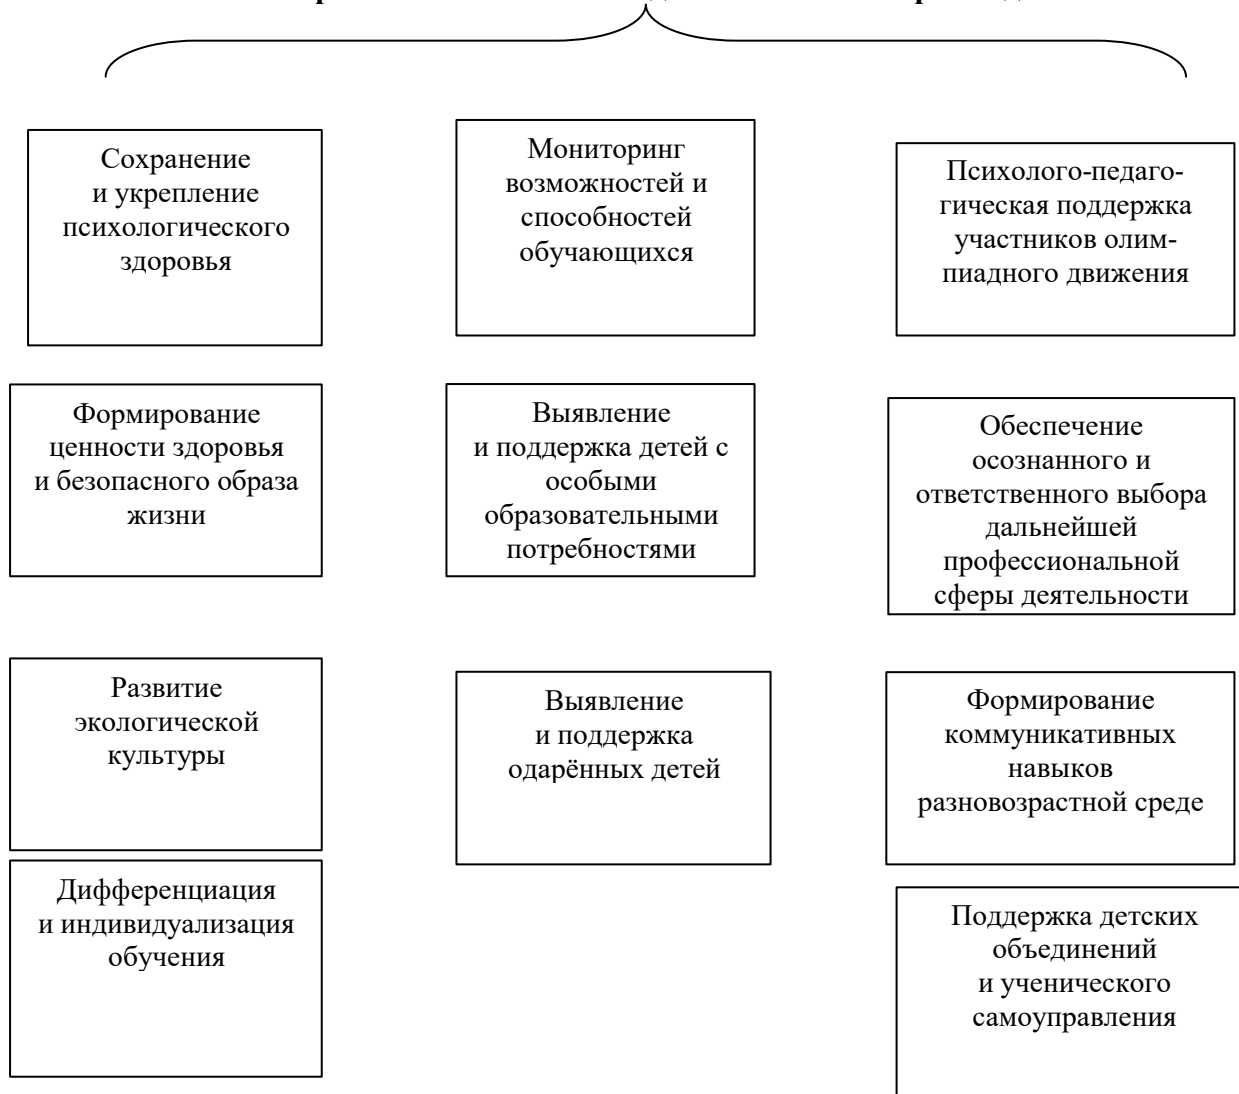 Сохранение
и укрепление
психологического
здоровья
Мониторинг
возможностей и
способностей
обучающихся
Психолого-педаго-
гическая поддержка
участников олим-
пиадного движения
Формирование
ценности здоровья
и безопасного образа
жизни
Выявление
и поддержка детей с
особыми
образовательными
потребностями
Обеспечение
осознанного и
ответственного выбора
дальнейшей
профессиональной
сферы деятельности
Развитие
экологической
культуры
Выявление
и поддержка
одарённых детей
Формирование
коммуникативных
навыков
разновозрастной среде
Дифференциация
и индивидуализация
обучения
Поддержка детских
объединений
и ученического
самоуправления